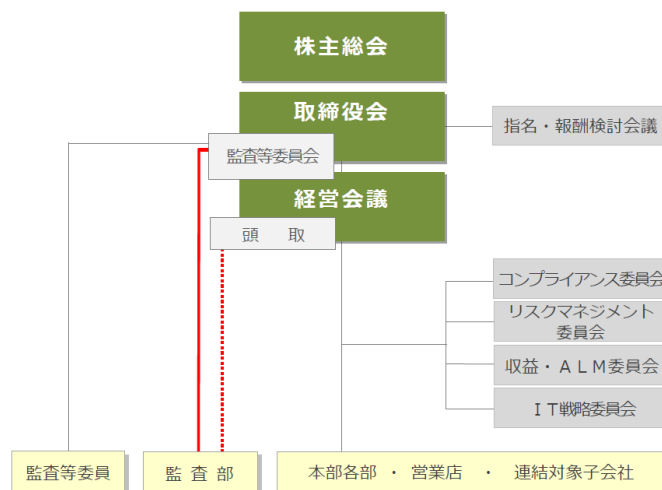 株主総会
取締役会
指名・報酬検討会議
監査等委員会
経営会議
頭　取
コンプライアンス委員会
リスクマネジメント
委員会
収益・ＡＬＭ委員会
ＩＴ戦略委員会
監査等委員
監 査 部
本部各部 ・ 営業店 ・ 連結対象子会社